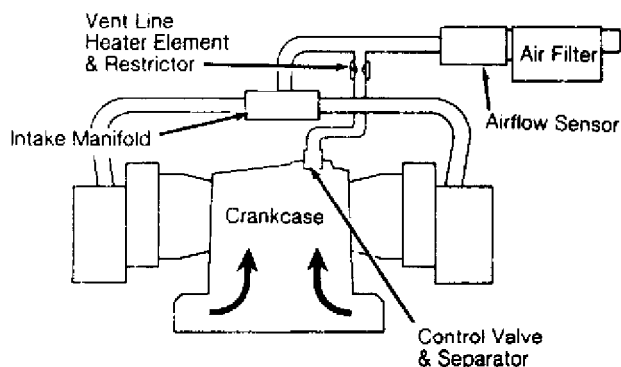 Vent Line
Heater Element
& Restrictor
Air Filter
Airflow Sensor
Intake Manifold
Crankcase
Control Valve
& Separator